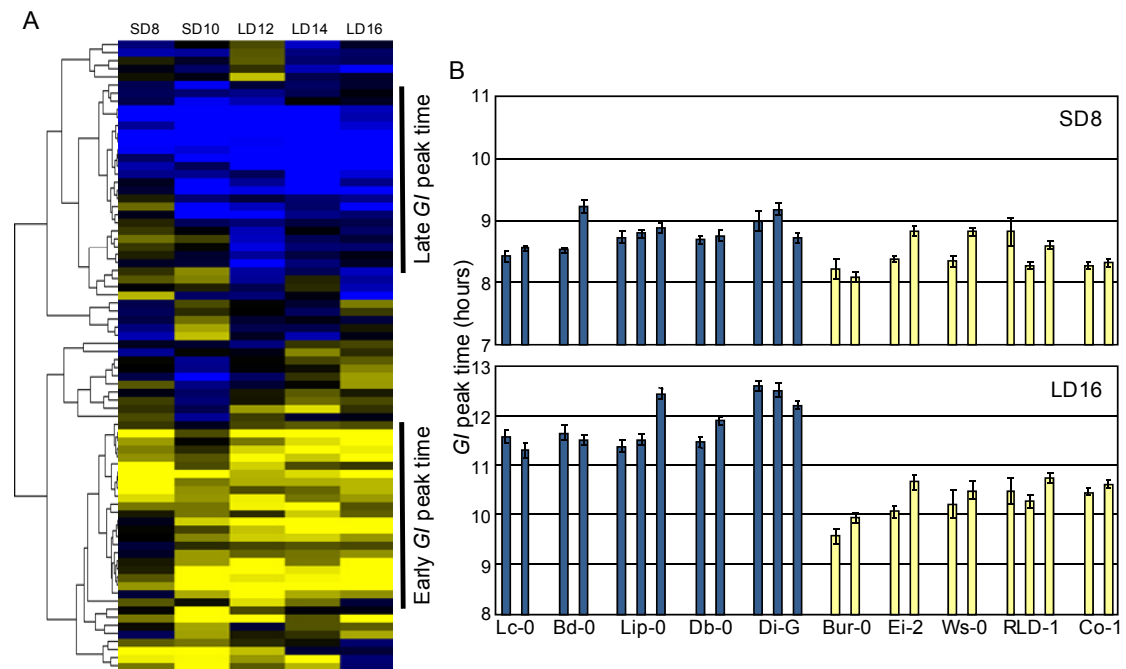 A
SD8 SD10 LD12 LD14 LD16
Late GI peak time
Early GI peak time
B
GI peak time (hours)
11
10
9
8
7
SD8
13
12
11
10
9
8
LD16
Lc-0 Bd-0 Lip-0 Db-0 Di-G Bur-0 Ei-2 Ws-0 RLD-1 Co-1